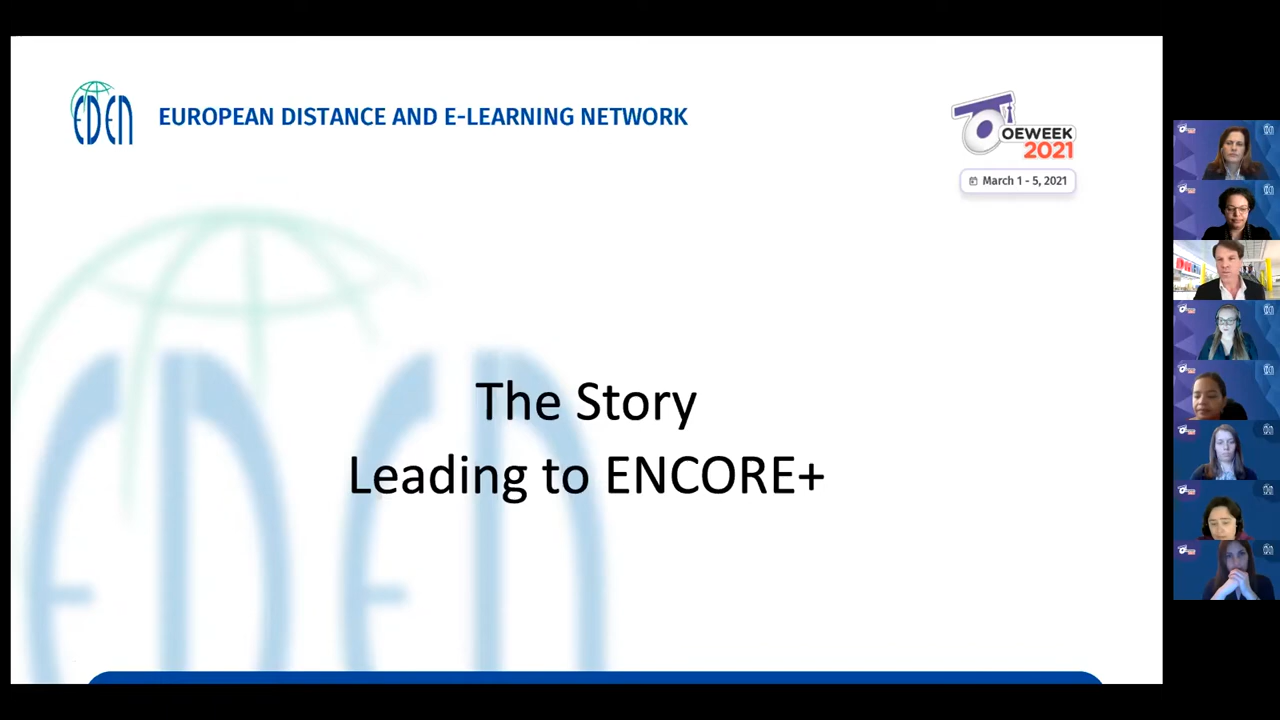 EDEN
EUROPEAN DISTANCE AND E-LEARNING NETWORK
OEWEEK
2021
March 1 - 5, 2021
The Story
Leading to ENCORE+